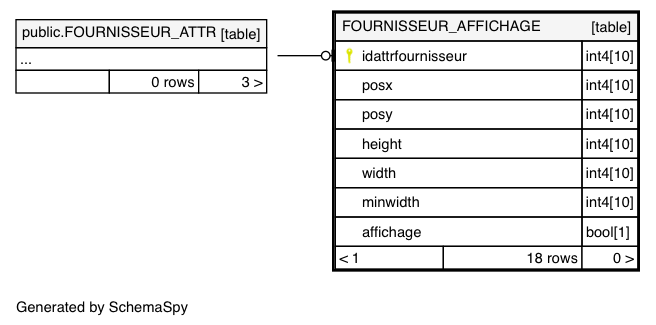 public.FOURNISSEUR_ATTR [table]
...
0 rows 3 >
FOURNISSEUR_AFFICHAGE [table]
idattrfournisseur int4[10]
posx int4[10]
posy int4[10]
height int4[10]
width int4[10]
minwidth int4[10]
affichage bool[1]
< 1 18 rows 0 >
Generated by SchemaSpy